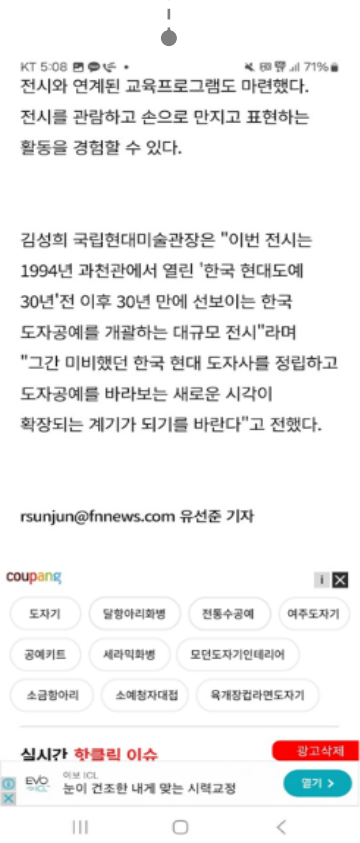 KT 5:08
71%
전시와 연계된 교육프로그램도 마련했다.
전시를 관람하고 손으로 만지고 표현하는
활동을 경험할 수 있다.
김성희 국립현대미술관장은 "이번 전시는
1994년 과천관에서 열린 '한국 현대도예
30년'전 이후 30년 만에 선보이는 한국
도자공예를 개괄하는 대규모 전시"라며
"그간 미비했던 한국 현대 도자사를 정립하고
도자공예를 바라보는 새로운 시각이
확장되는 계기가 되기를 바란다"고 전했다.
rsunjun@fnnews.com 유선준 기자
coupang
도자기 달항아리화병 전통수공예 여주도자기
공예키트 세라믹화병 모던도자기인테리어
소금항아리 소예청자대접 육개장컵라면도자기
실시간 핫클릭 이슈
광고삭제
EVO ICL
이보 ICL
눈이 건조한 내게 맞는 시력교정
열기 >